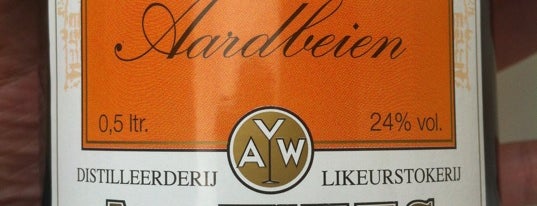 Aardbeien
0,5 ltr. 24% vol.
AYW
DISTILLEERDERIJ LIKEURSTOKERIJ